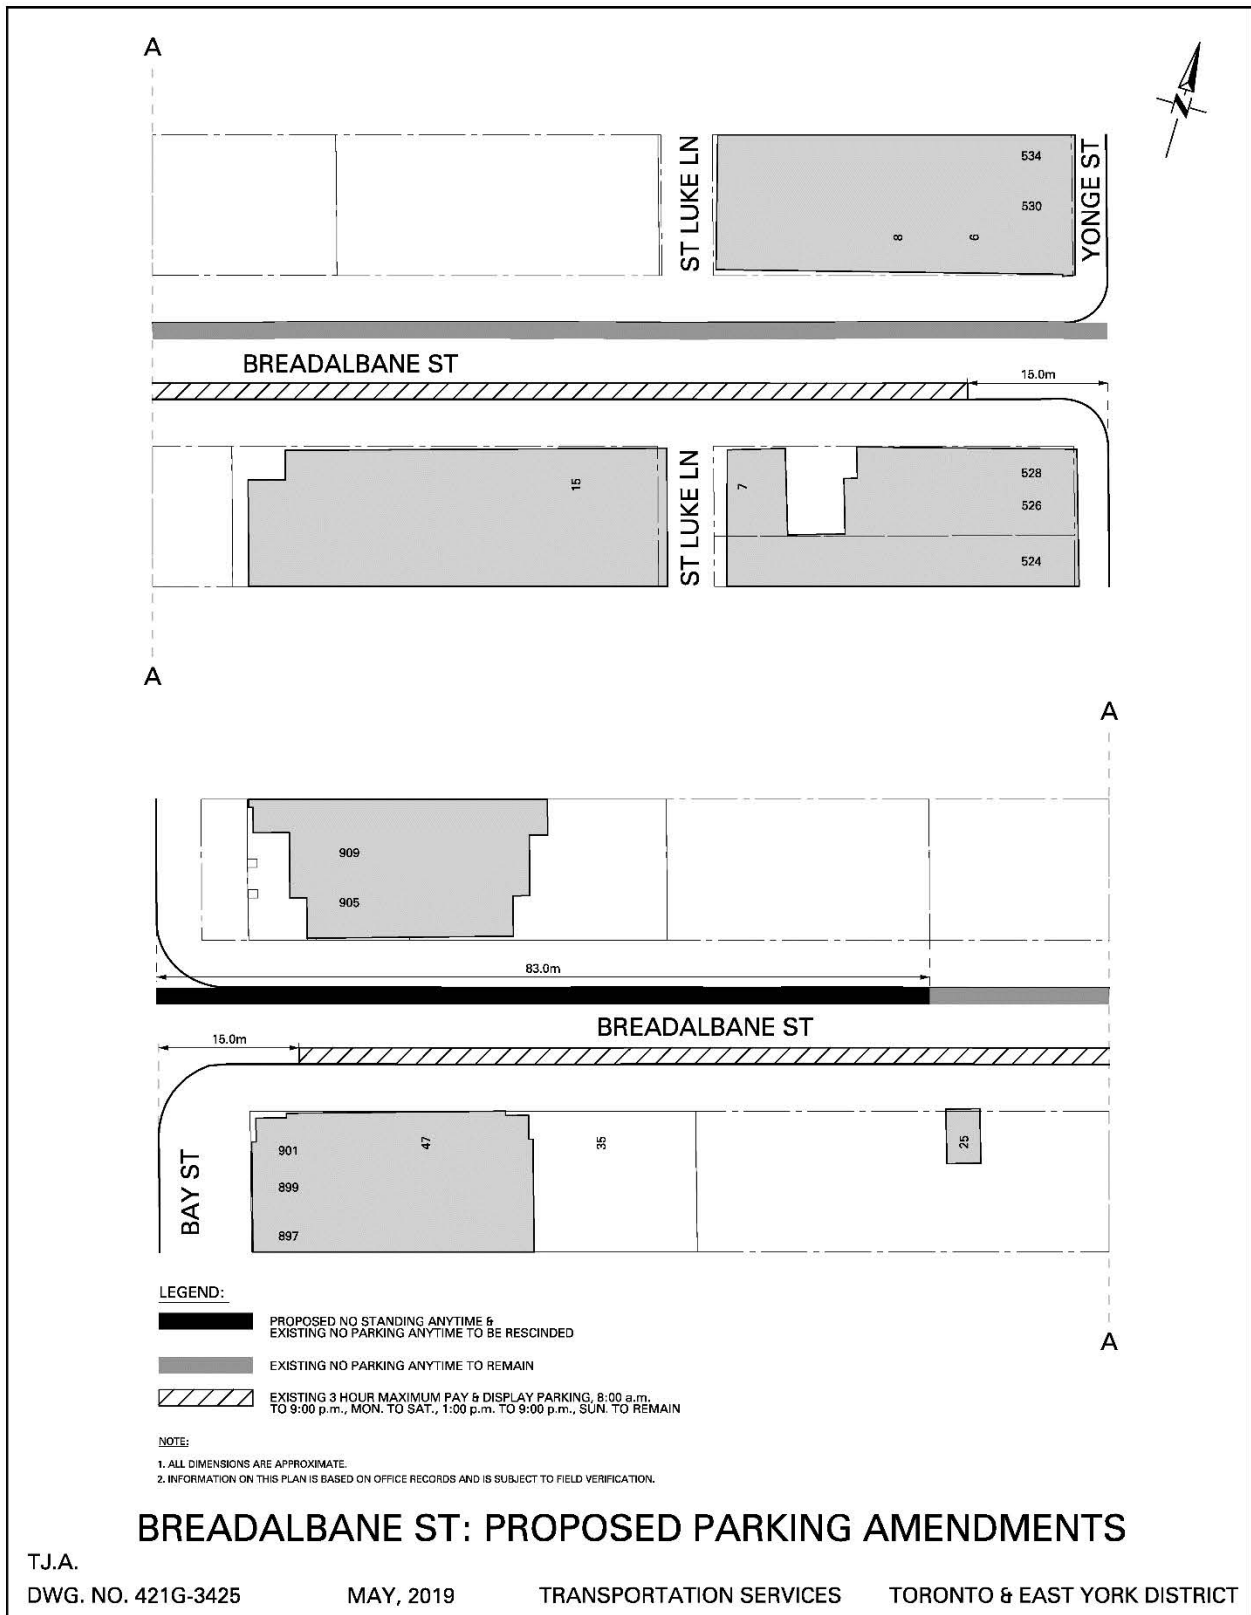 A
N
ST LUKE LN
YONGE ST
534
530
8
6
BREADALBANE ST
15.0m
15
ST LUKE LN
7
528
526
524
A
A
909
905
83.0m
BREADALBANE ST
15.0m
BAY ST
901
899
897
47
35
25
A
LEGEND:
PROPOSED NO STANDING ANYTIME &
EXISTING NO PARKING ANYTIME TO BE RESCINDED
EXISTING NO PARKING ANYTIME TO REMAIN
EXISTING 3 HOUR MAXIMUM PAY & DISPLAY PARKING, 8:00 a.m.
TO 9:00 p.m., MON. TO SAT., 1:00 p.m. TO 9:00 p.m., SUN. TO REMAIN
NOTE:
1. ALL DIMENSIONS ARE APPROXIMATE.
2. INFORMATION ON THIS PLAN IS BASED ON OFFICE RECORDS AND IS SUBJECT TO FIELD VERIFICATION.
BREADALBANE ST: PROPOSED PARKING AMENDMENTS
TJ.A.
DWG. NO. 421G-3425 MAY, 2019 TRANSPORTATION SERVICES TORONTO & EAST YORK DISTRICT